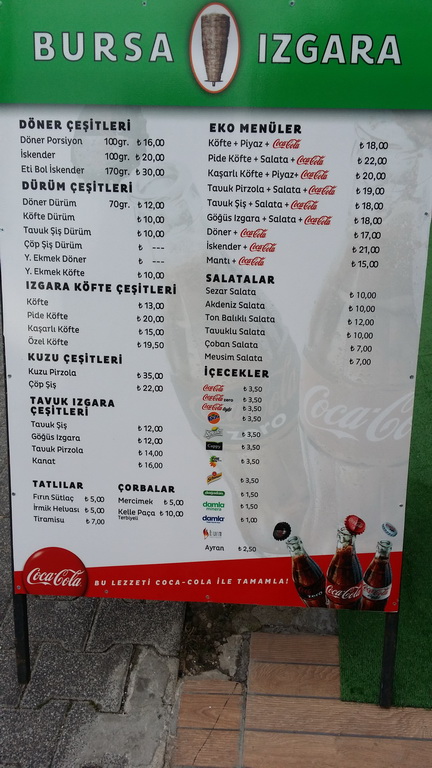 BURSA IZGARA
DÖNER ÇEŞİTLERİ
Döner Porsiyon 100gr. ₺ 16,00
İskender 100gr. ₺ 20,00
Eti Bol İskender 170gr. ₺ 30,00
DÜRÜM ÇEŞİTLERİ
Döner Dürüm 70gr. ₺ 12,00
Köfte Dürüm ₺ 10,00
Tavuk Şiş Dürüm ₺ 10,00
Çöp Şiş Dürüm ₺ ---
Y. Ekmek Döner ₺ ---
Y. Ekmek Köfte ₺ 10,00
IZGARA KÖFTE ÇEŞİTLERİ
Köfte ₺ 13,00
Pide Köfte ₺ 20,00
Kaşarlı Köfte ₺ 15,00
Özel Köfte ₺ 19,50
KUZU ÇEŞİTLERİ
Kuzu Pirzola ₺ 35,00
Çöp Şiş ₺ 22,00
TAVUK IZGARA
ÇEŞİTLERİ
Tavuk Şiş ₺ 12,00
Göğüs Izgara ₺ 12,00
Tavuk Pirzola ₺ 14,00
Kanat ₺ 16,00
TATLILAR
Fırın Sütlaç ₺ 5,00
İrmik Helvası ₺ 5,00
Tiramisu ₺ 7,00
ÇORBALAR
Mercimek ₺ 5,00
Kelle Paça ₺ 10,00
Terbiyeli
EKO MENÜLER
Köfte + Piyaz + Coca-Cola ₺ 18,00
Pide Köfte + Salata + Coca-Cola ₺ 22,00
Kaşarlı Köfte + Piyaz + Coca-Cola ₺ 20,00
Tavuk Pirzola + Salata + Coca-Cola ₺ 19,00
Tavuk Şiş + Salata + Coca-Cola ₺ 18,00
Göğüs Izgara + Salata + Coca-Cola ₺ 18,00
Döner + Coca-Cola ₺ 17,00
İskender + Coca-Cola ₺ 21,00
Mantı + Coca-Cola ₺ 15,00
SALATALAR
Sezar Salata ₺ 10,00
Akdeniz Salata ₺ 10,00
Ton Balıklı Salata ₺ 12,00
Tavuklu Salata ₺ 10,00
Çoban Salata ₺ 7,00
Mevsim Salata ₺ 7,00
İÇECEKLER
Coca-Cola ₺ 3,50
Coca-Cola zero ₺ 3,50
Coca-Cola light ₺ 3,50
₺ 3,50
₺ 3,50
Cappy ₺ 3,50
₺ 3,50
₺ 3,50
₺ 1,50
damla minera ₺ 1,50
damla ₺ 1,00
Ayran ₺ 2,50
Coca-Cola
BU LEZZETİ COCA-COLA İLE TAMAMLA!
Coca-Cola